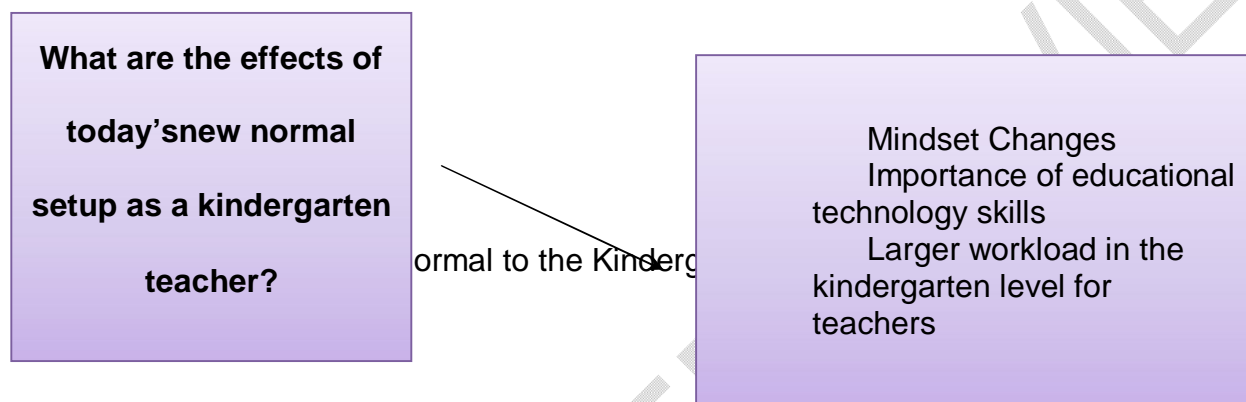 What are the effects of
today'snew normal
setup as a kindergarten
teacher?
ormal to the Kinderg
Mindset Changes
Importance of educational
technology skills
Larger workload in the
kindergarten level for
teachers